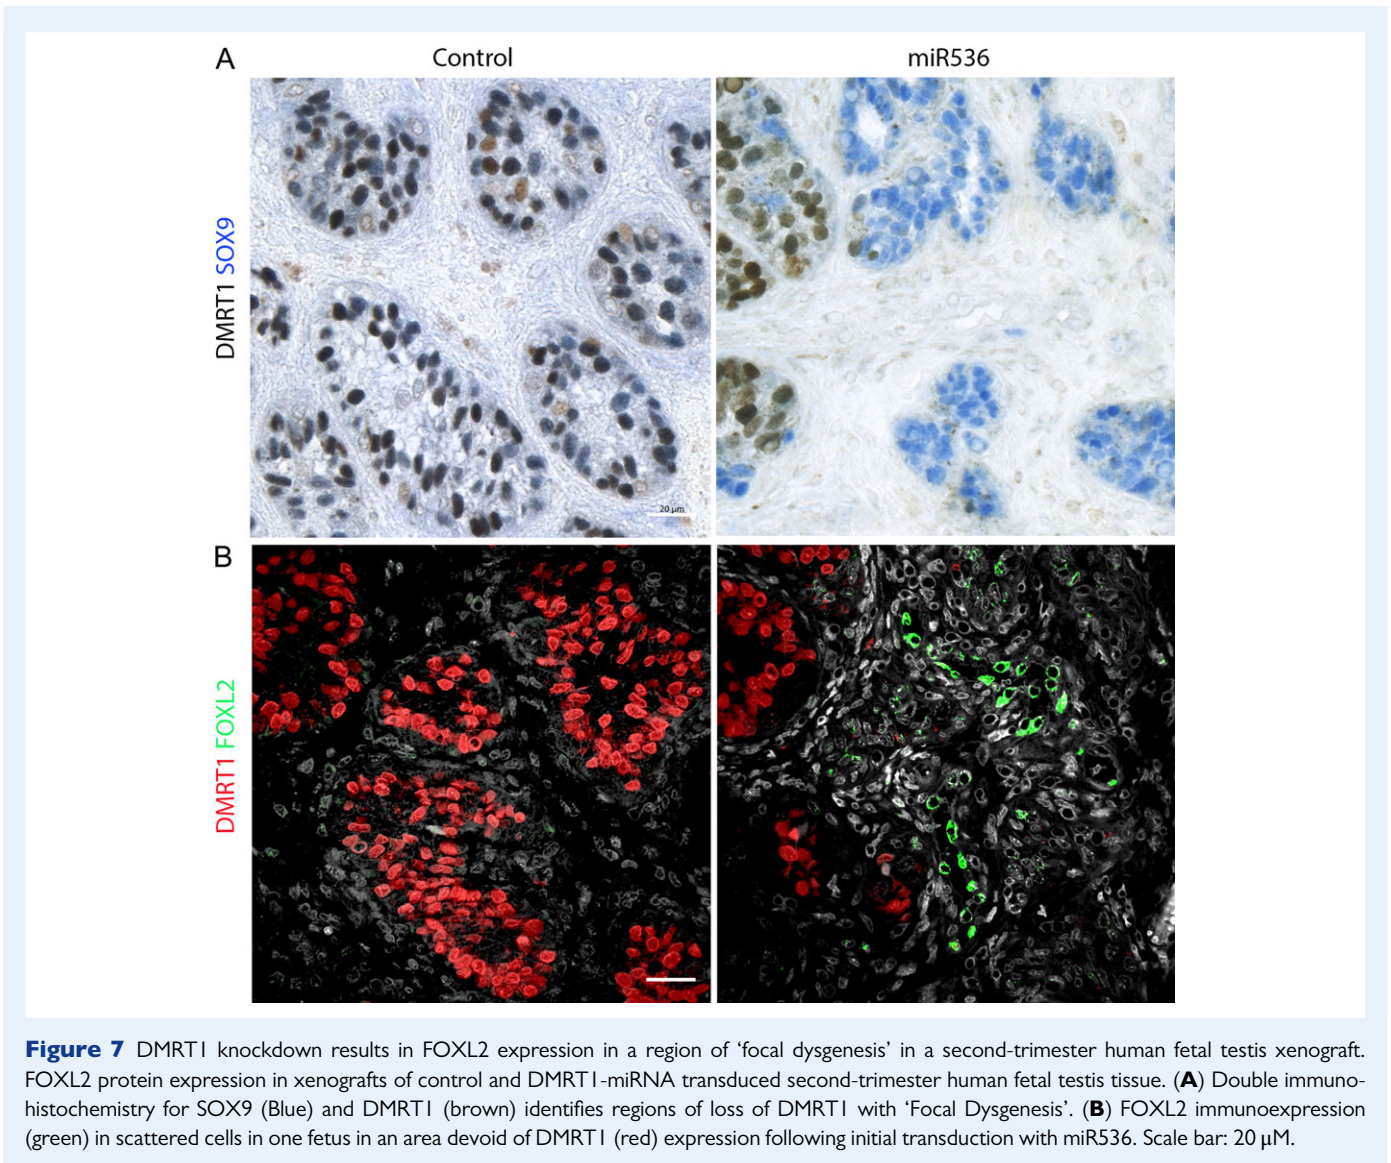 A
Control
miR536
DMRT1 SOX9
20 µm
B
DMRT1 FOXL2
Figure 7 DMRT1 knockdown results in FOXL2 expression in a region of ‘focal dysgenesis’ in a second-trimester human fetal testis xenograft.
FOXL2 protein expression in xenografts of control and DMRT1-miRNA transduced second-trimester human fetal testis tissue. (A) Double immuno-
histochemistry for SOX9 (Blue) and DMRT1 (brown) identifies regions of loss of DMRT1 with ‘Focal Dysgenesis’. (B) FOXL2 immunoexpression
(green) in scattered cells in one fetus in an area devoid of DMRT1 (red) expression following initial transduction with miR536. Scale bar: 20 µM.